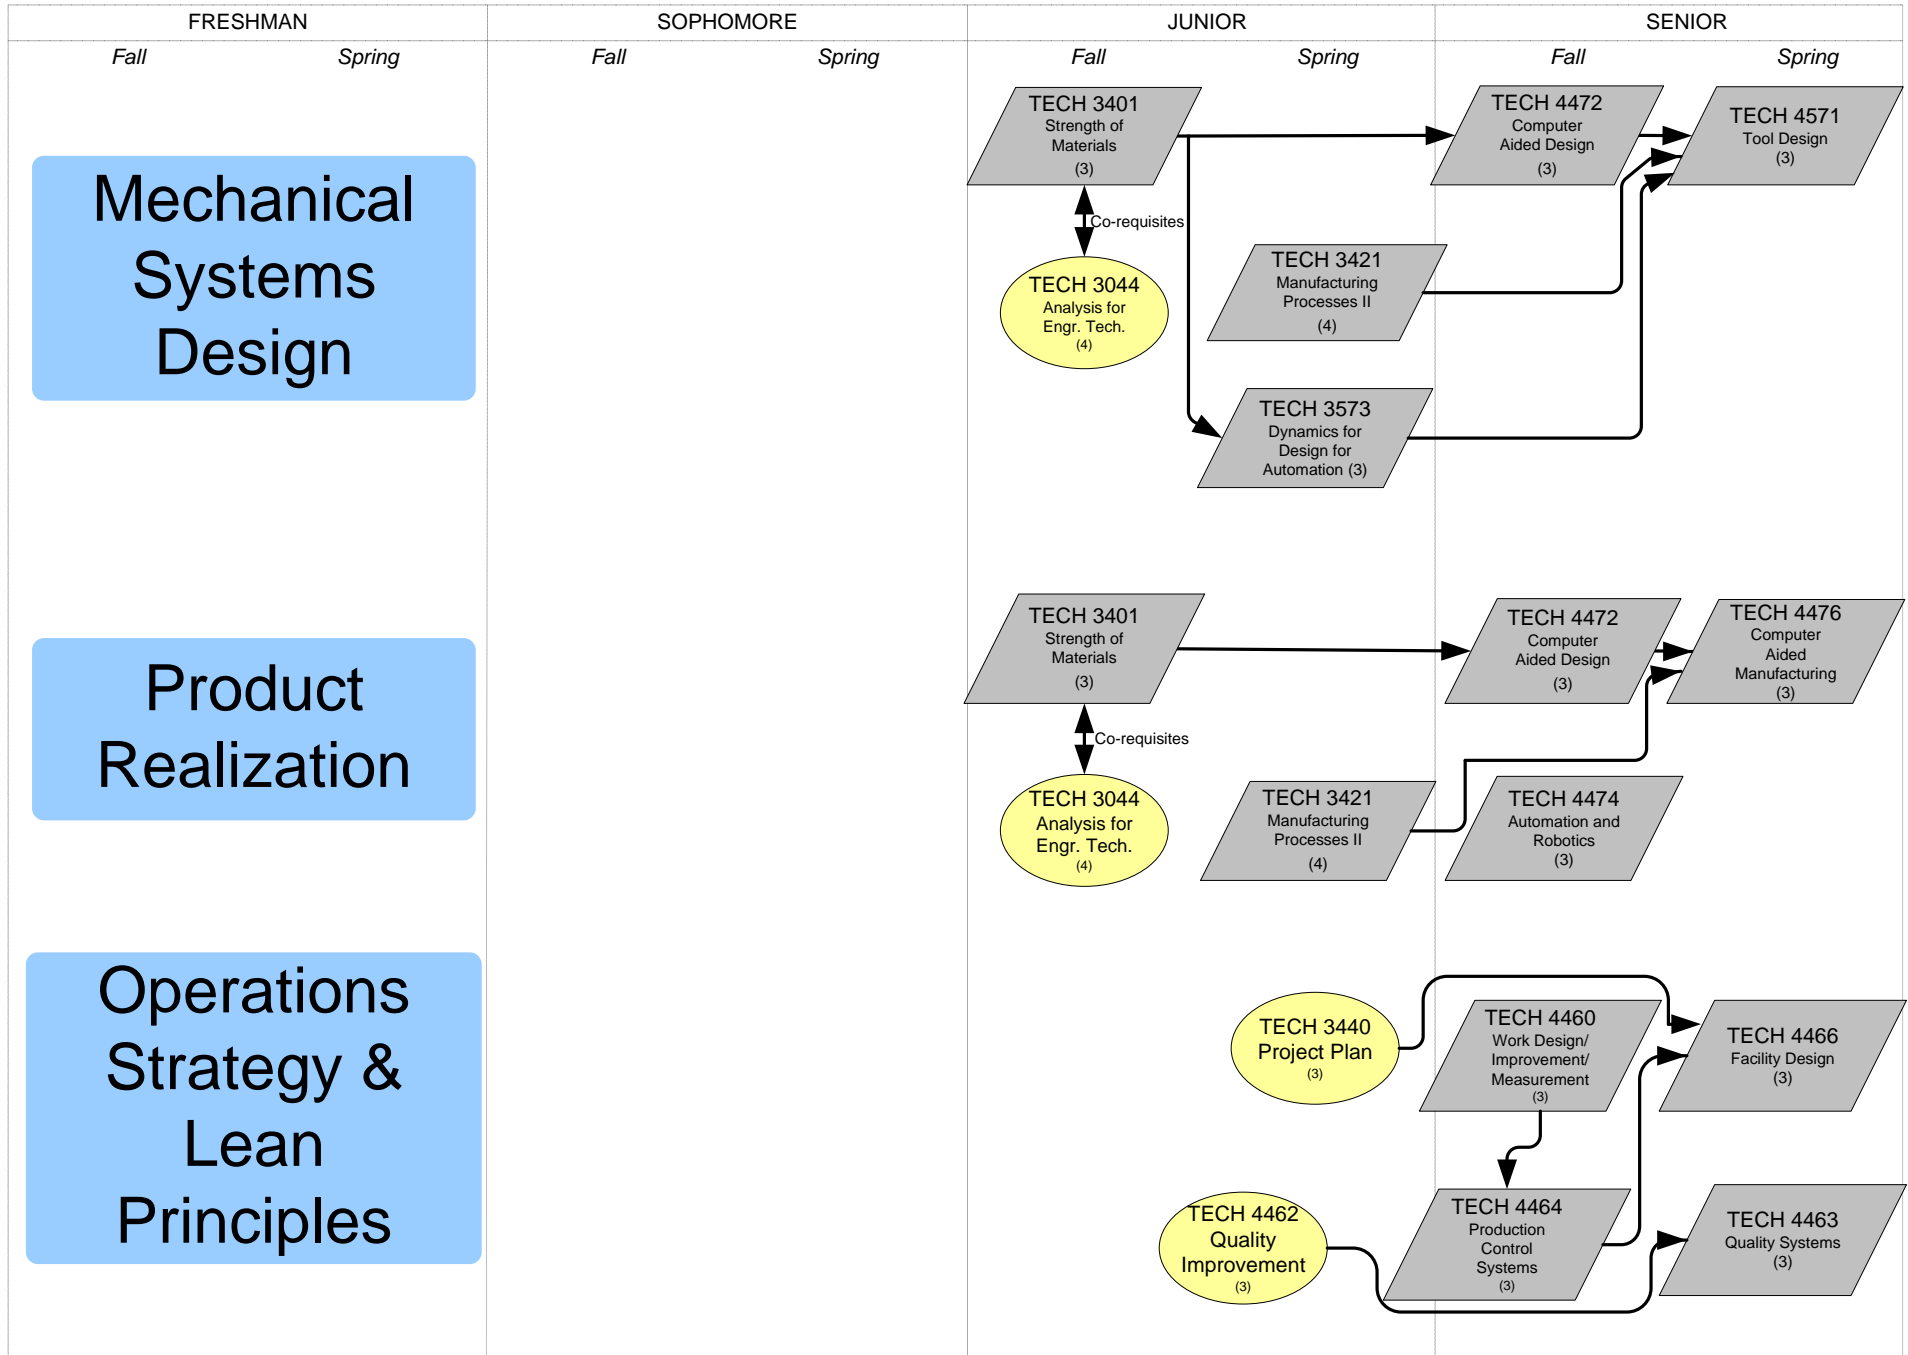 FRESHMAN
SOPHOMORE
JUNIOR
SENIOR
Fall
Spring
Fall
Spring
Fall
Spring
Fall
Spring
Mechanical
Systems
Design
TECH 3401
Strength of
Materials
(3)
Co-requisites
TECH 3044
Analysis for
Engr. Tech.
(4)
TECH 3421
Manufacturing
Processes II
(4)
TECH 3573
Dynamics for
Design for
Automation (3)
TECH 4472
Computer
Aided Design
(3)
TECH 4571
Tool Design
(3)
Product
Realization
TECH 3401
Strength of
Materials
(3)
Co-requisites
TECH 3044
Analysis for
Engr. Tech.
(4)
TECH 3421
Manufacturing
Processes II
(4)
TECH 4472
Computer
Aided Design
(3)
TECH 4474
Automation and
Robotics
(3)
TECH 4476
Computer
Aided
Manufacturing
(3)
Operations
Strategy &
Lean
Principles
TECH 3440
Project Plan
(3)
TECH 4460
Work Design/
Improvement/
Measurement
(3)
TECH 4466
Facility Design
(3)
TECH 4462
Quality
Improvement
(3)
TECH 4464
Production
Control
Systems
(3)
TECH 4463
Quality Systems
(3)